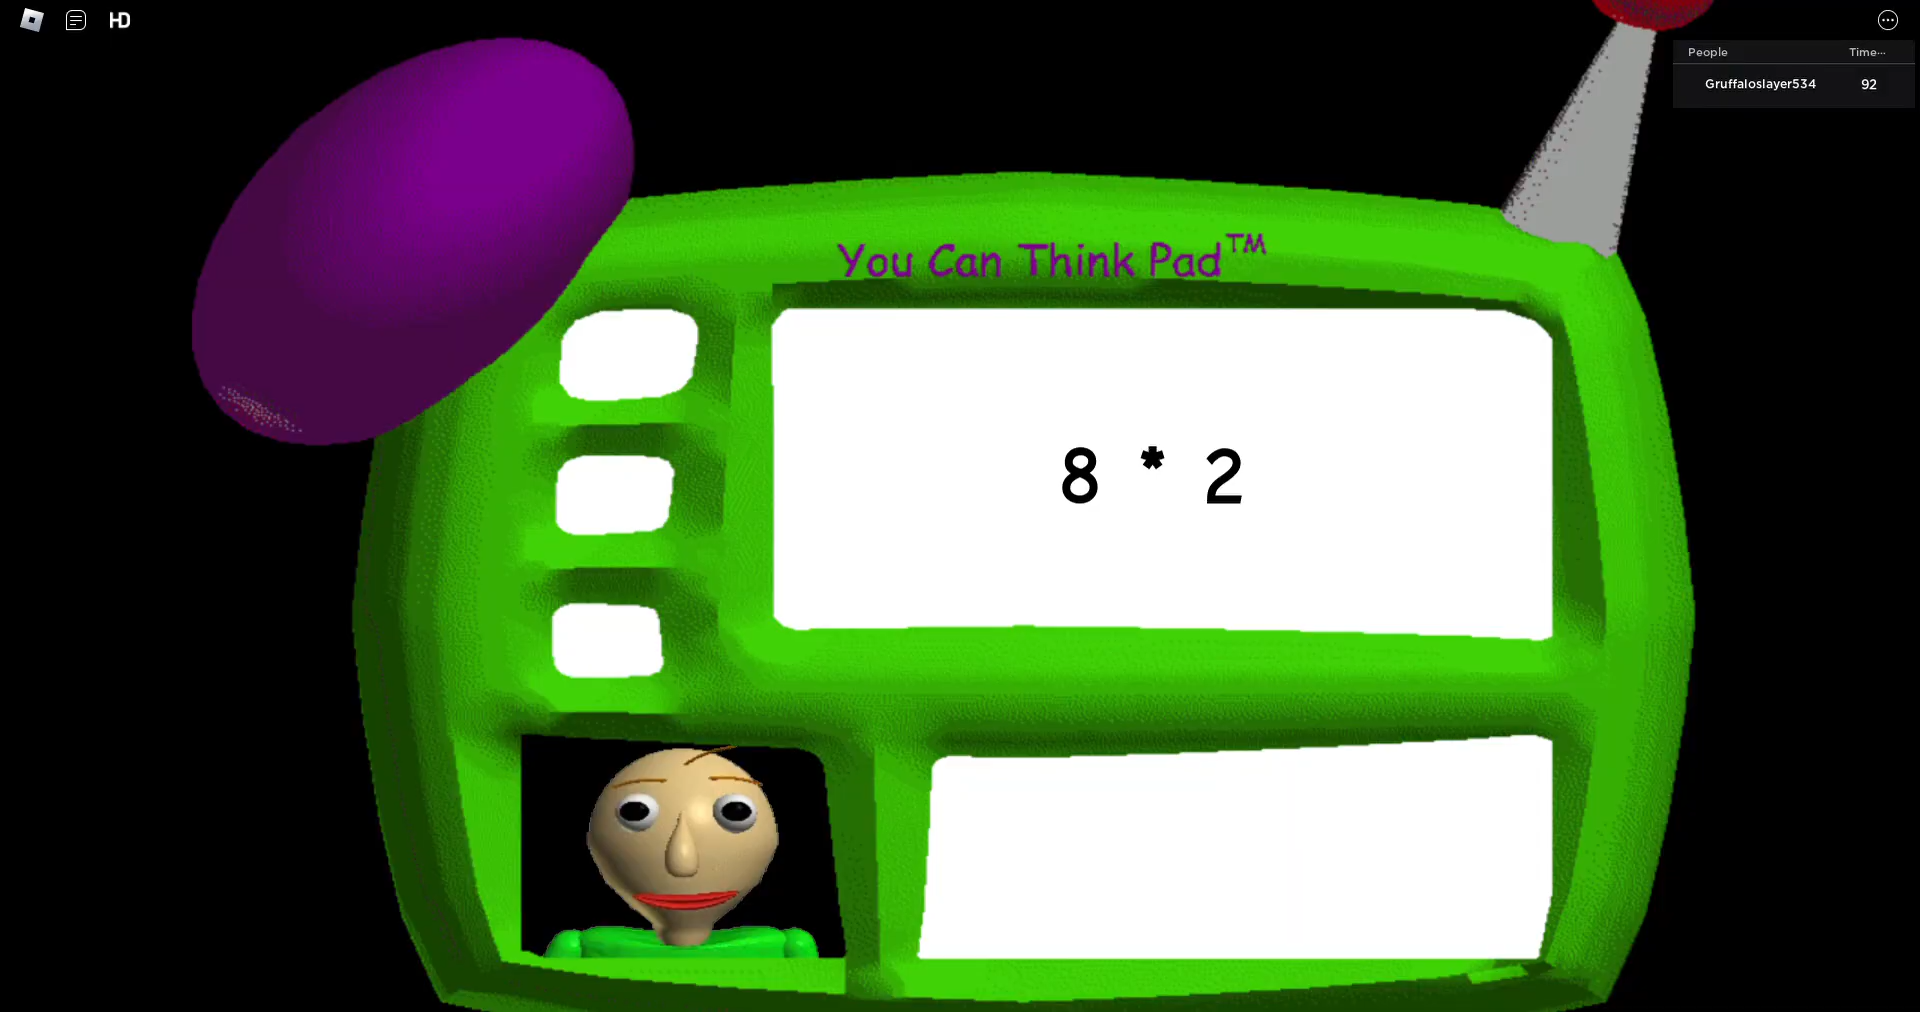 HD
People Time...
Gruffaloslayer534 92
You Can Think Pad™
8 * 2